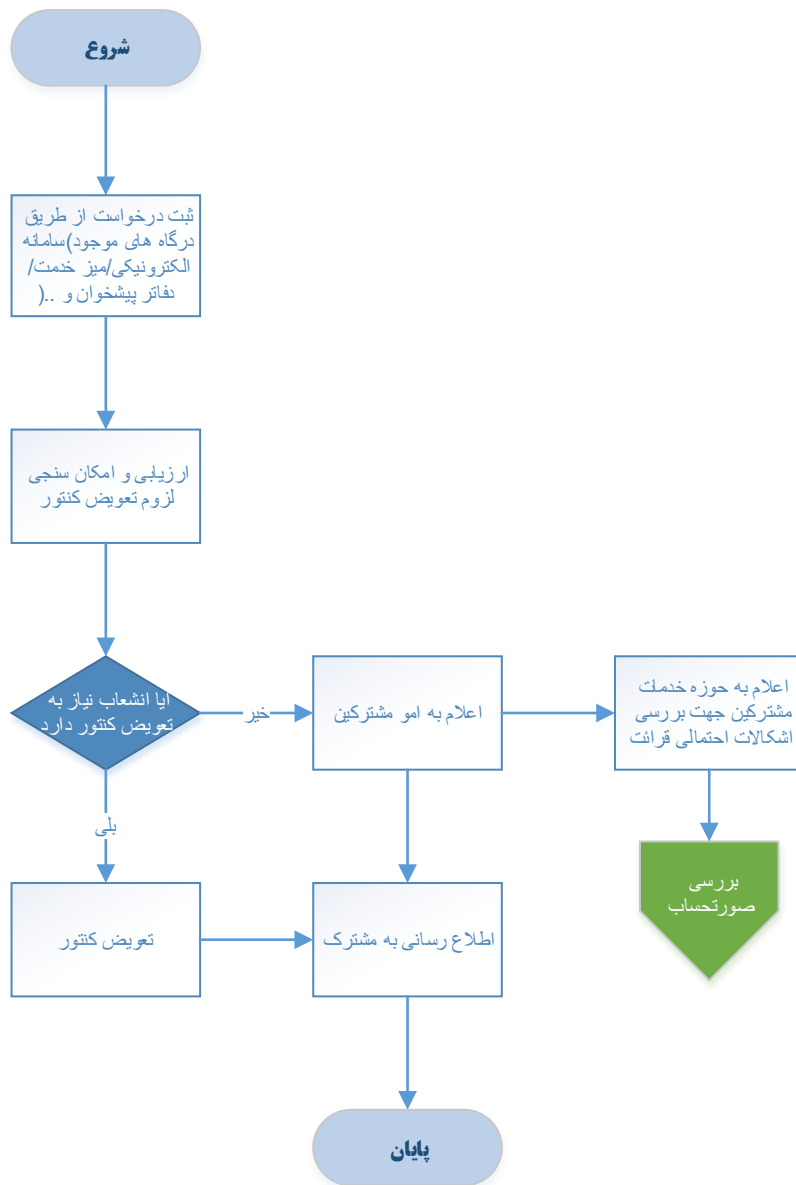 شروع
ثبت درخواست از طریق
درگاه های موجود)سامانه
الکترونیکی/میز خدمت/
دفاتر پیشخوان و ..(
ارزیابی و امکان سنجی
لزوم تعویض کنتور
ایا انشعاب نیاز به
تعویض کنتور دارد
خیر
اعلام به امو مشترکین
اعلام به حوزه خدمات
مشترکین جهت بررسی
اشکالات احتمالی قرائت
بلی
بررسی
صورتحساب
تعویض کنتور
اطلاع رسانی به مشترک
پایان